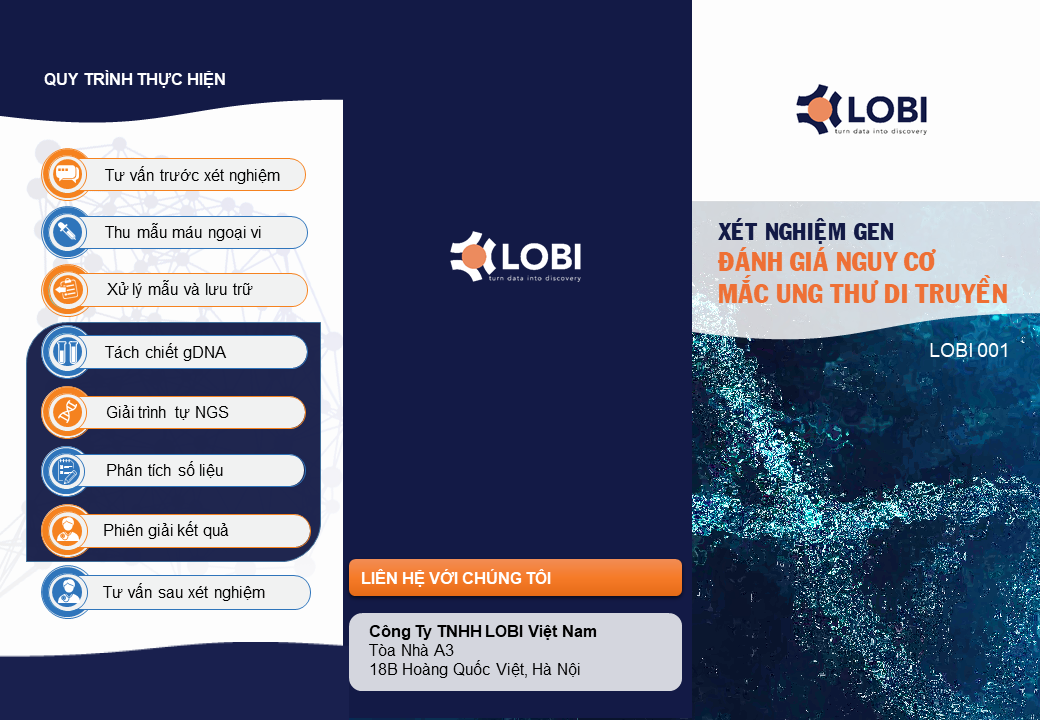 QUY TRÌNH THỰC HIỆN
Tư vấn trước xét nghiệm
Thu mẫu máu ngoại vi
Xử lý mẫu và lưu trữ
Tách chiết gDNA
Giải trình tự NGS
Phân tích số liệu
Phiên giải kết quả
Tư vấn sau xét nghiệm
LOBI
turn data into discovery
LIÊN HỆ VỚI CHÚNG TÔI
Công Ty TNHH LOBI Việt Nam
Tòa Nhà A3
18B Hoàng Quốc Việt, Hà Nội
LOBI
turn data into discovery
XÉT NGHIỆM GEN
ĐÁNH GIÁ NGUY CƠ
MẮC UNG THƯ DI TRUYỀN
LOBI 001